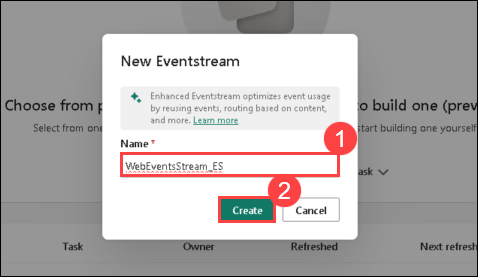 New Eventstream
Enhanced Eventstream optimizes event usage
by reusing events, routing based on content,
and more. Learn more
Choose from p
to build one (prev
Select from one
start building one yourself
Name *
1
WebEventsStream_ES
ask
2
Create
Cancel
Task
Owner
Refreshed
Next refresh